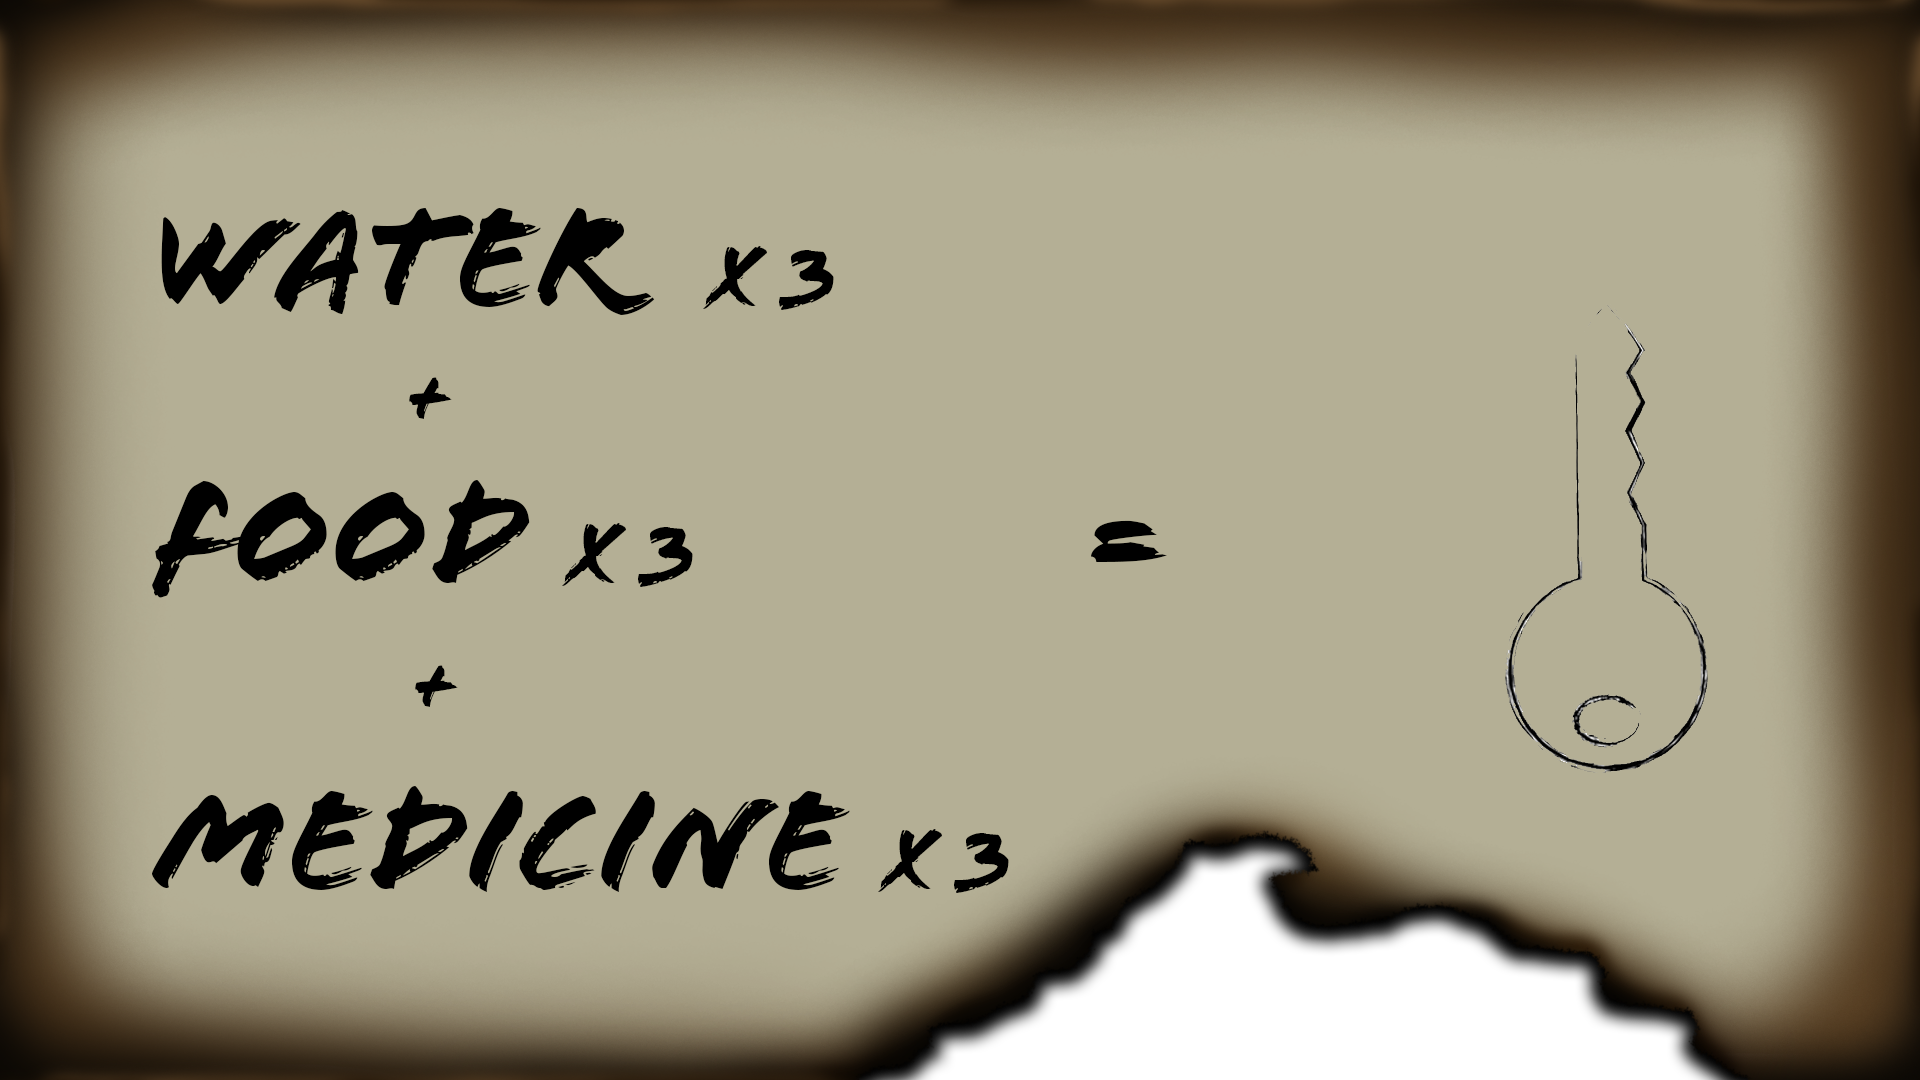 WATER x3
+
FOOD x3
=
+
MEDICINE x3